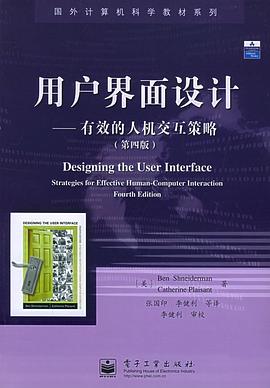 国外计算机科学教材系列
用户界面设计
——有效的人机交互策略
（第四版）
Designing the User Interface
Strategies for Effective Human-Computer Interaction
Fourth Edition
DESIGNING THE USER INTERFACE
Ben Shneiderman
Catherine Plaisant
[美] Ben Shneiderman
Catherine Plaisant 著
张国印 李健利 等译
李健利 审校
电子工业出版社
Publishing House of Electronics Industry